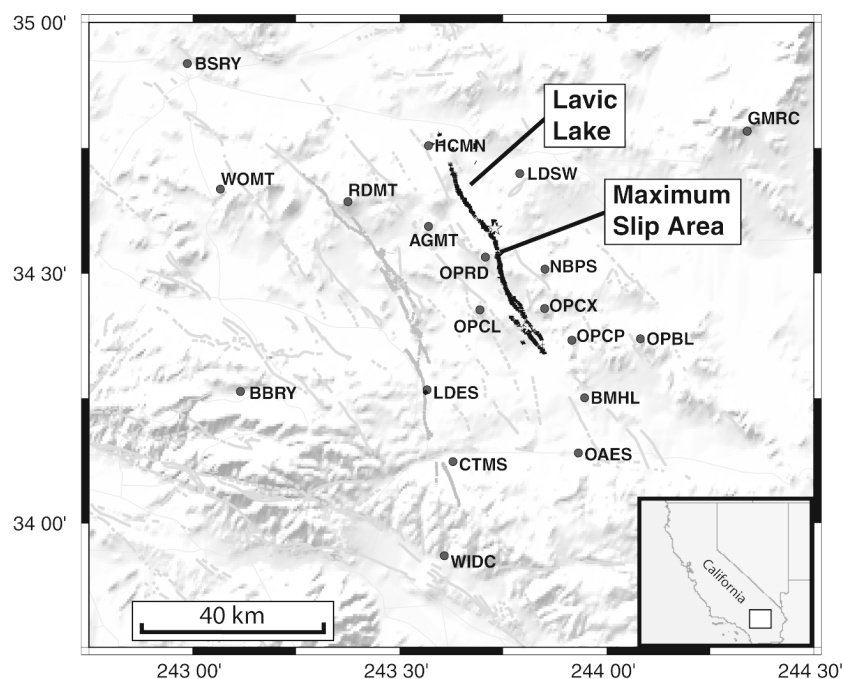 35 00'
BSRY
Lavic
Lake
GMRC
HCMN
LDSW
WOMT
RDMT
Maximum
Slip Area
AGMT
OPRD
NBPS
34 30'
OPCX
OPCL
OPCP
OPBL
LDES
BBRY
BMHL
OAES
CTMS
34 00'
WIDC
California
40 km
243 00'
243 30'
244 00'
244 30'